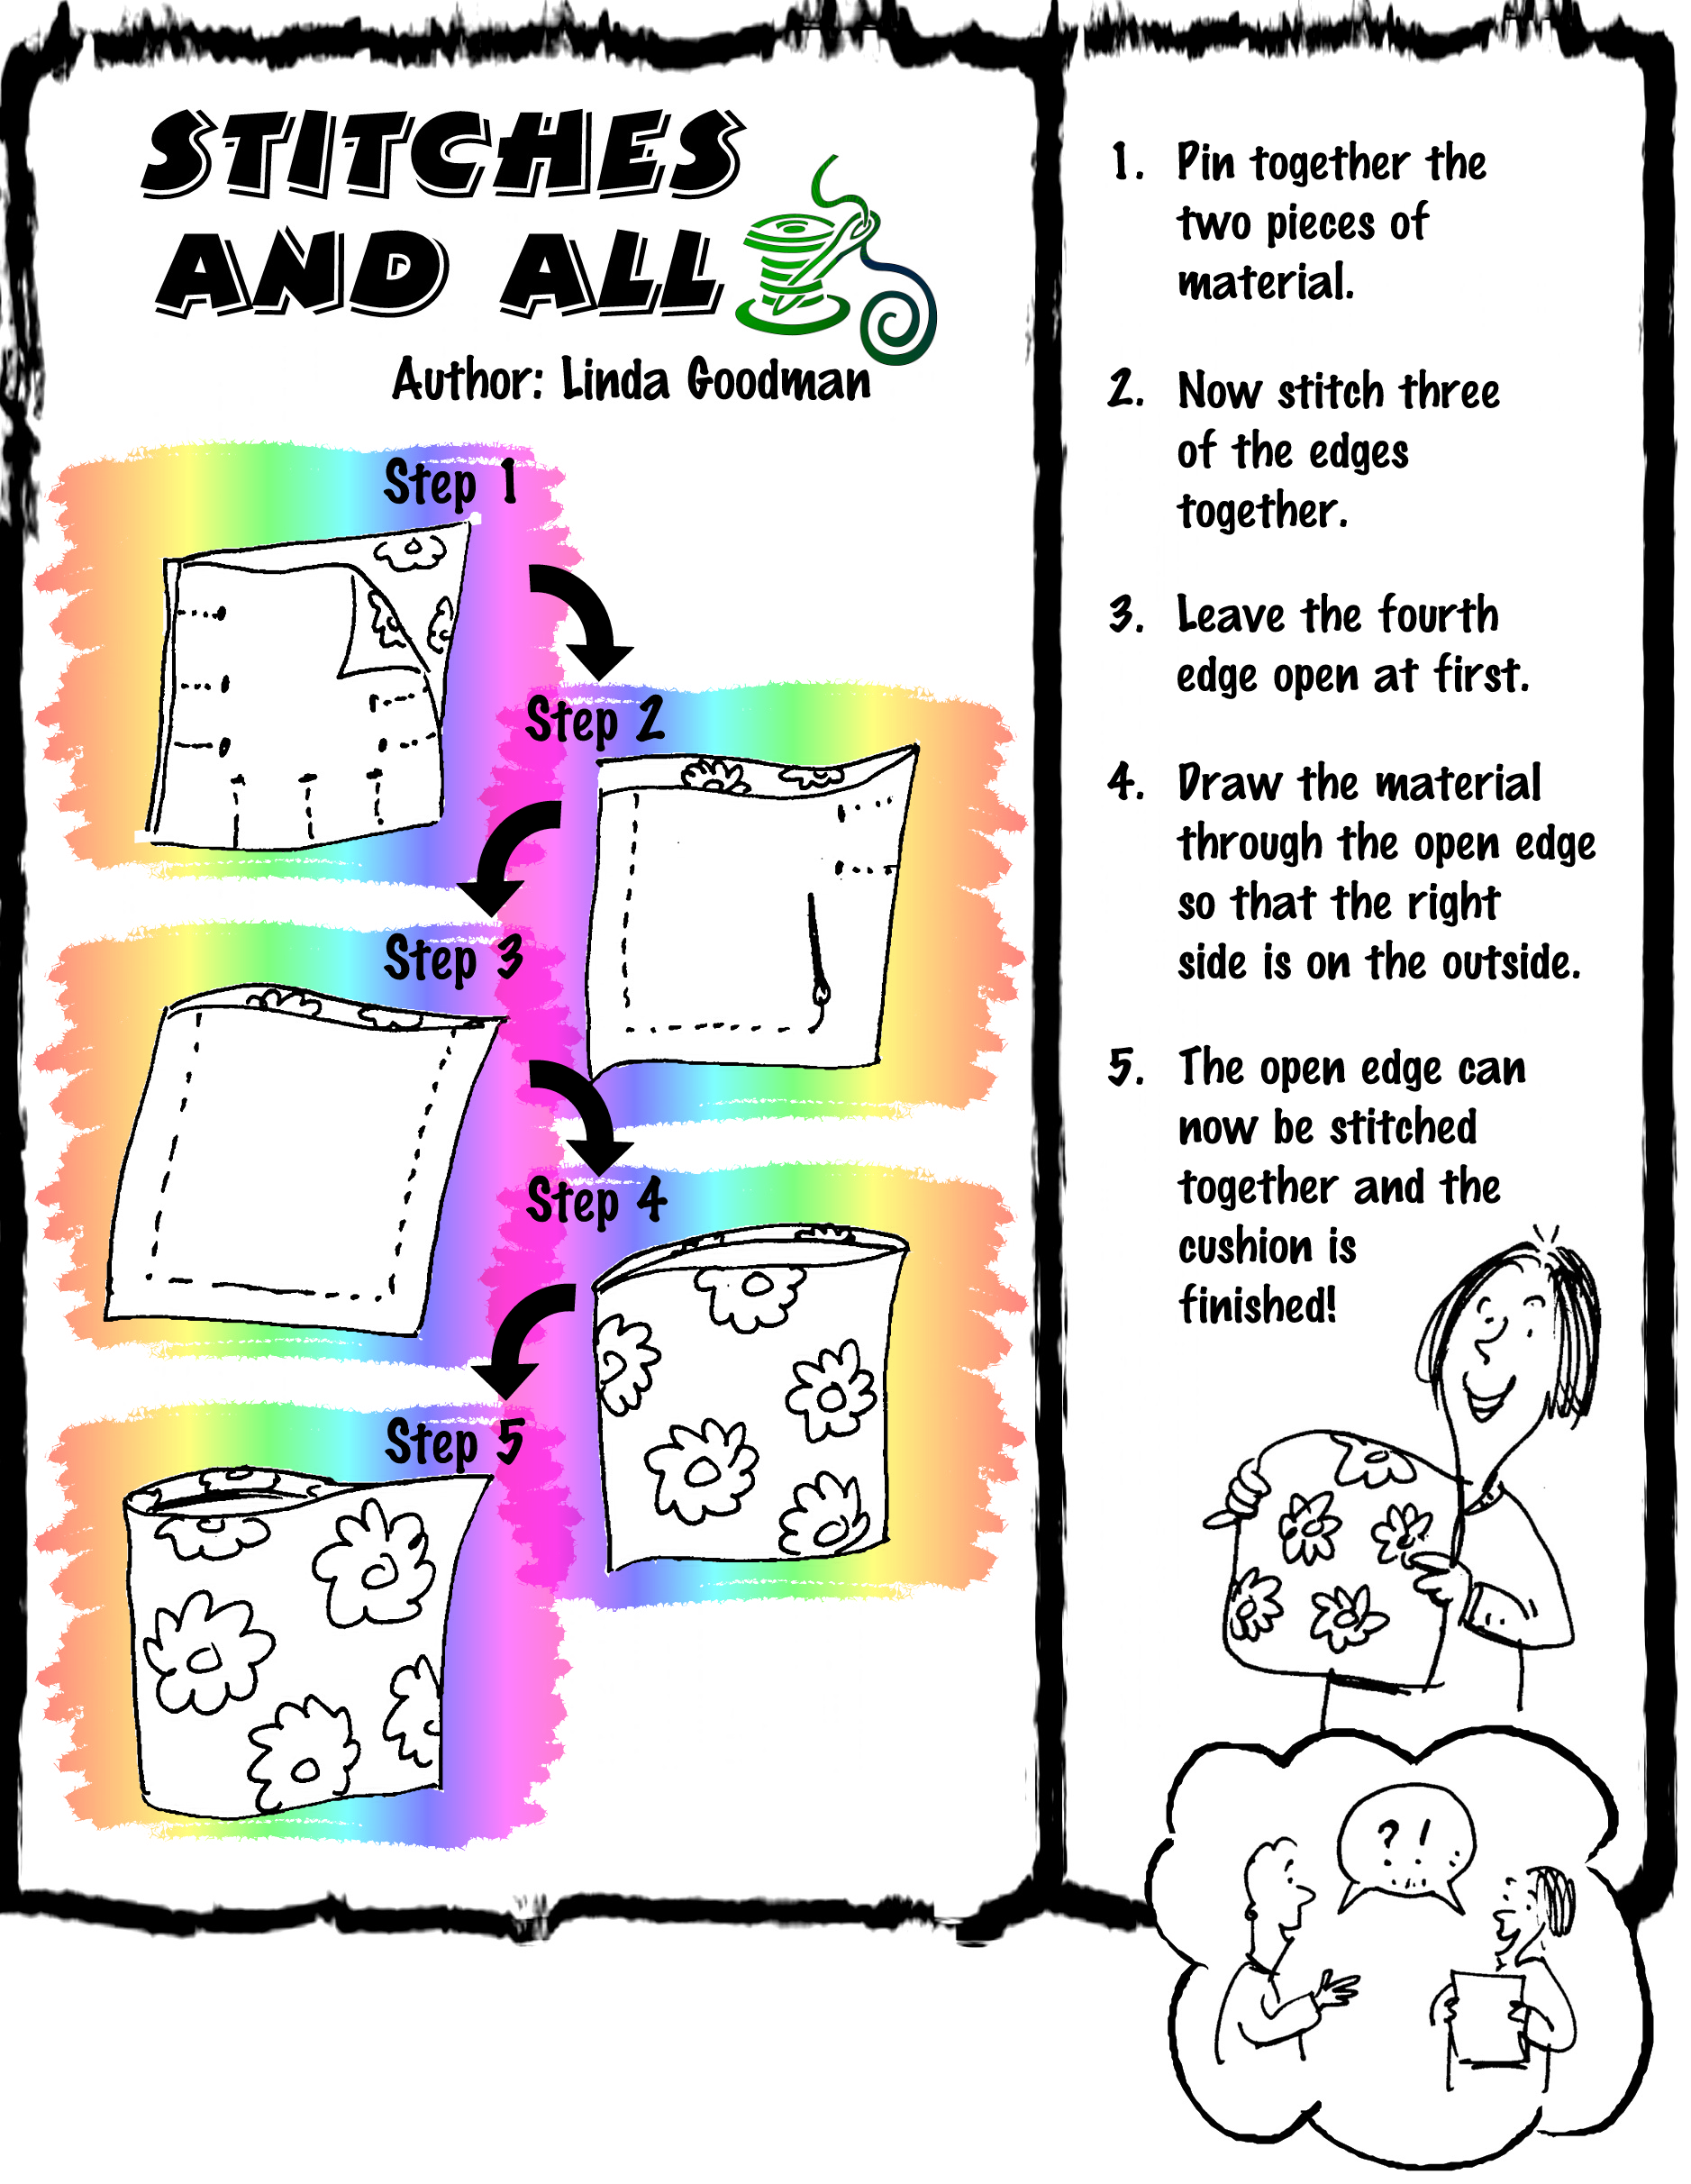 STITCHES
AND ALL
Author: Linda Goodman
Step 1
Step 2
Step 3
Step 4
Step 5
1. Pin together the
two pieces of
material.
2. Now stitch three
of the edges
together.
3. Leave the fourth
edge open at first.
4. Draw the material
through the open edge
so that the right
side is on the outside.
5. The open edge can
now be stitched
together and the
cushion is
finished!
? !